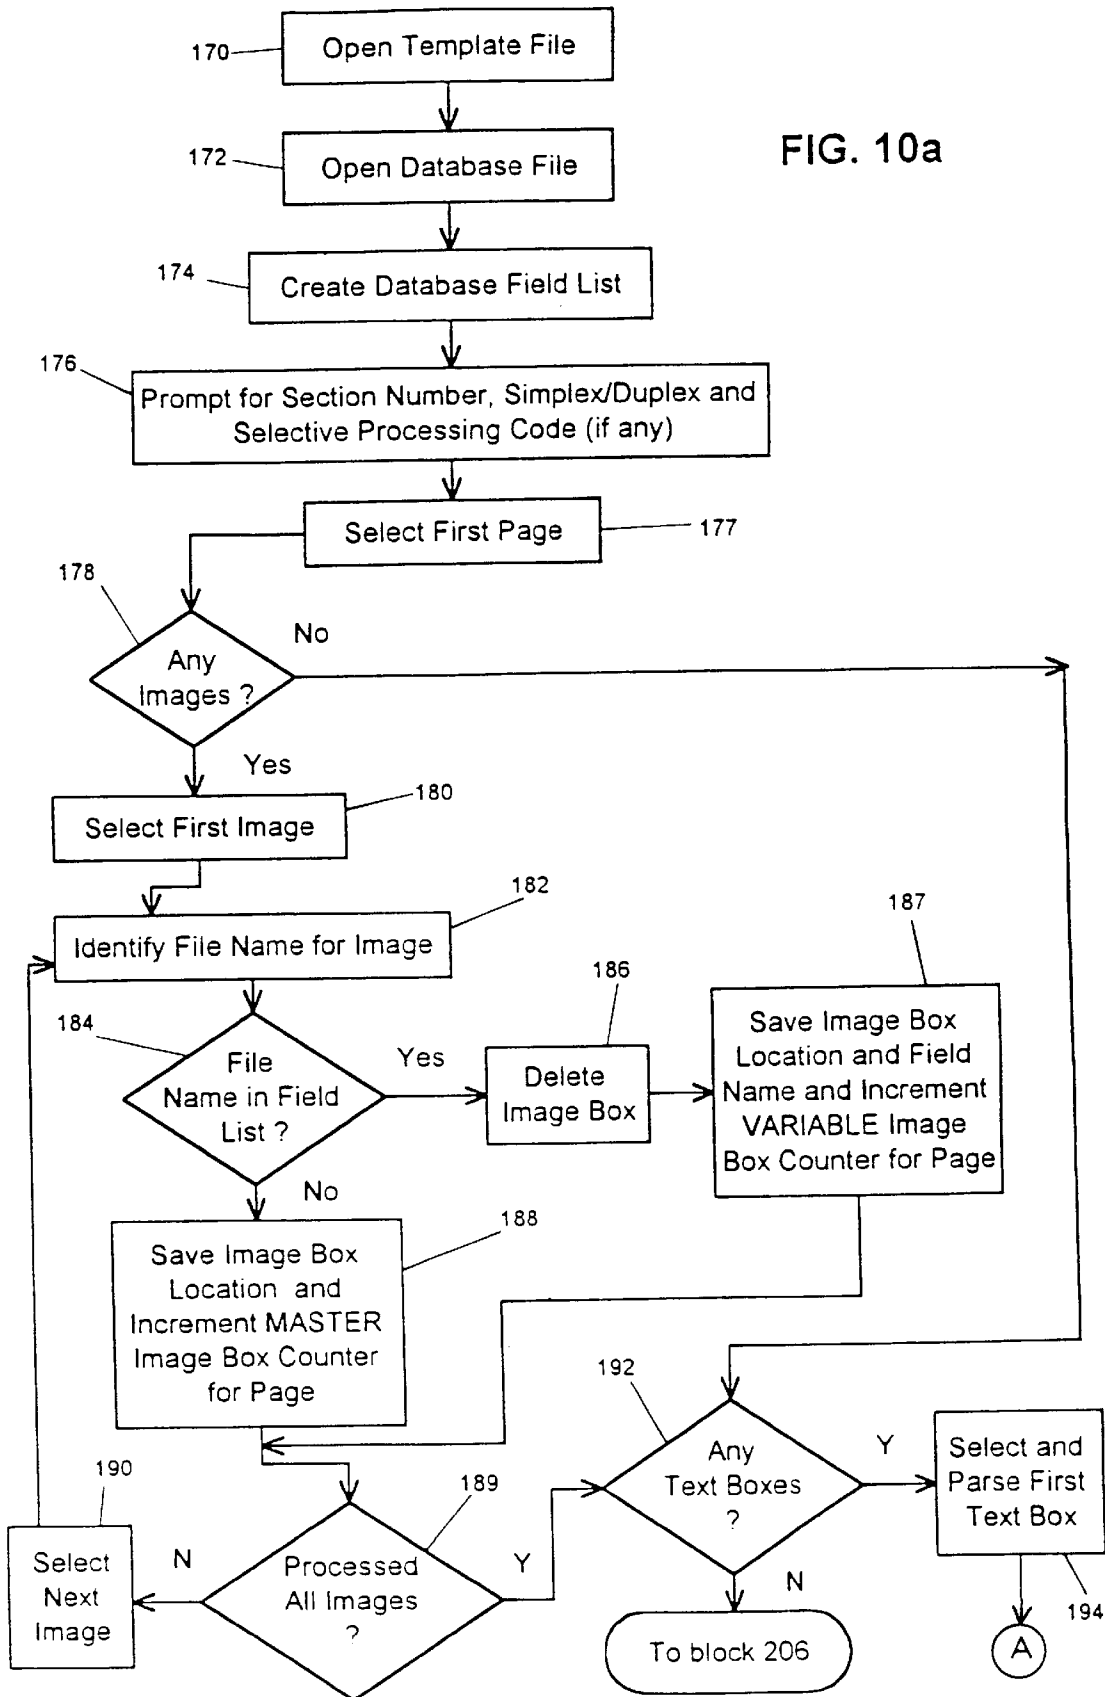 170
Open Template File
FIG. 10a
172
Open Database File
174
Create Database Field List
176
Prompt for Section Number, Simplex/Duplex and
Selective Processing Code (if any)
Select First Page
177
178
Any
Images ?
No
Yes
180
Select First Image
182
Identify File Name for Image
184
File
Name in Field
List ?
Yes
186
Delete
Image Box
187
Save Image Box
Location and Field
Name and Increment
VARIABLE Image
Box Counter for Page
No
188
Save Image Box
Location and
Increment MASTER
Image Box Counter
for Page
192
Any
Text Boxes
?
Y
Select and
Parse First
Text Box
194
A
N
To block 206
190
Select
Next
Image
N
189
Processed
All Images
?
Y